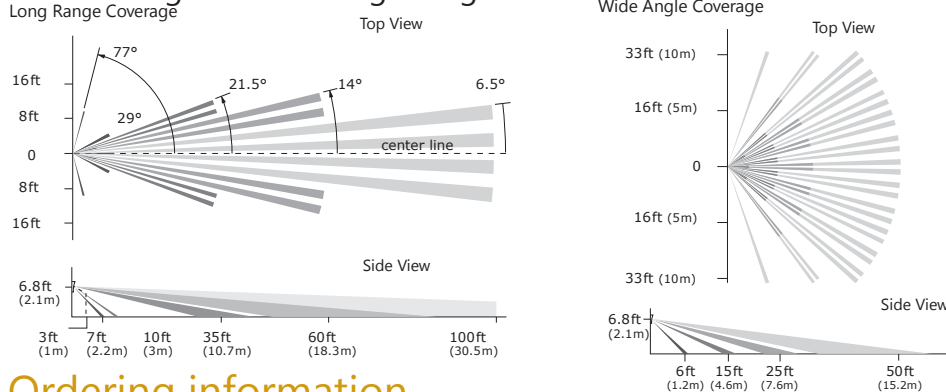 Long Range Coverage
Top View
77°
16ft
21.5°
14°
6.5°
8ft
29°
center line
0
8ft
16ft
Side View
6.8ft
(2.1m)
3ft 7ft 10ft 35ft 60ft 100ft
(1m) (2.2m) (3m) (10.7m) (18.3m) (30.5m)
Ordering information
Wide Angle Coverage
Top View
33ft (10m)
16ft (5m)
0
16ft (5m)
33ft (10m)
Side View
6.8ft
(2.1m)
6ft 15ft 25ft 50ft
(1.2m) (4.6m) (7.6m) (15.2m)